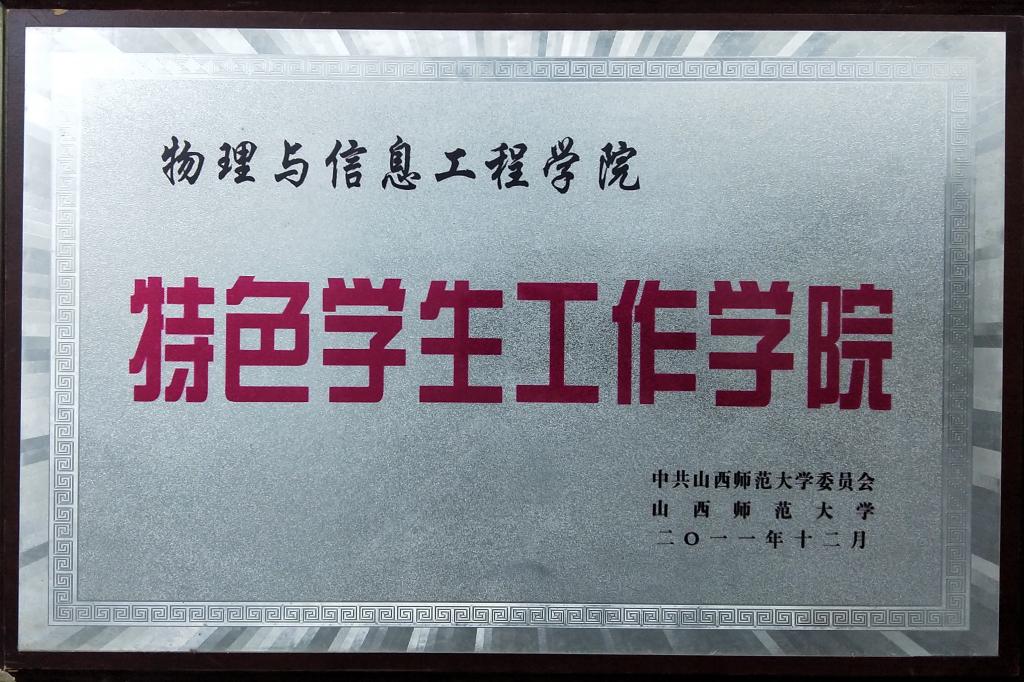 物理与信息工程学院
特色学生工作学院
中共山西师范大学委员会
山西师范大学
二〇一一年十二月